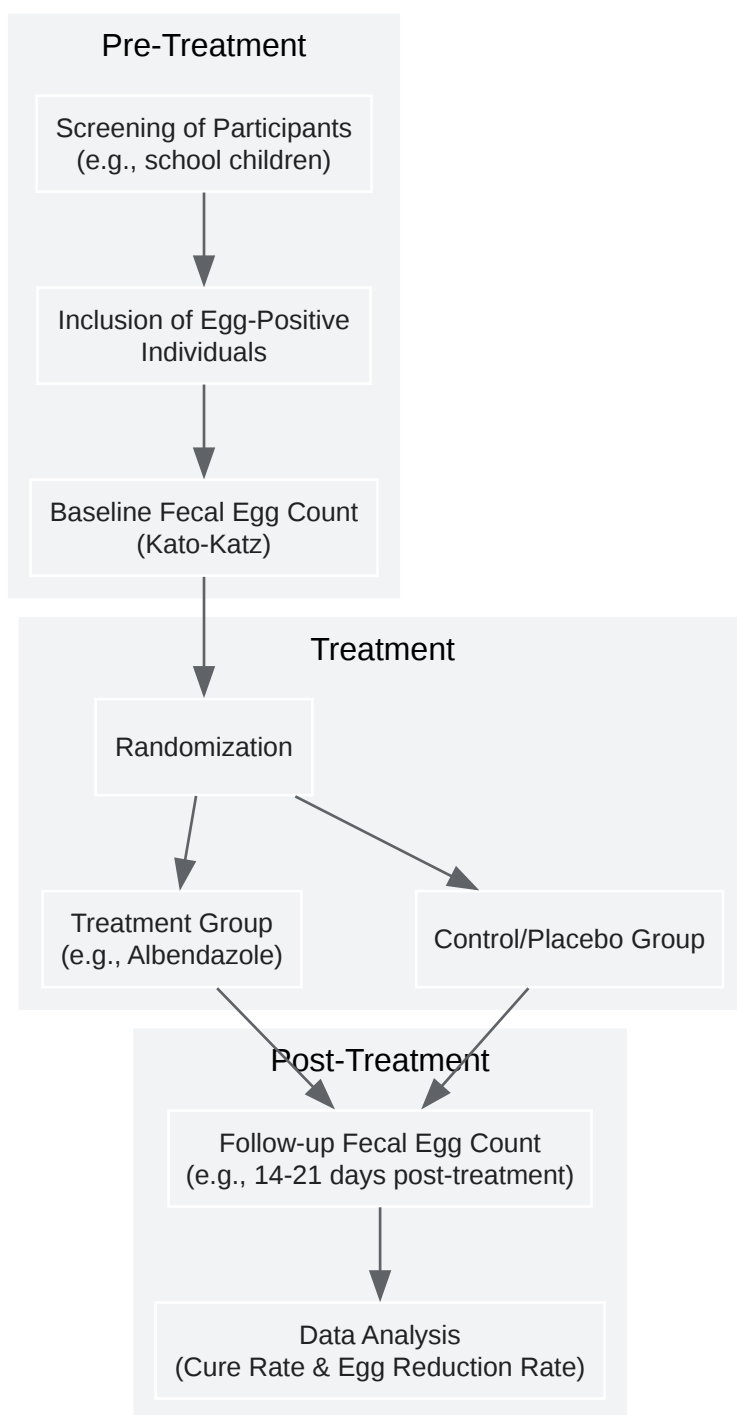 Pre-Treatment
Screening of Participants
(e.g., school children)
Inclusion of Egg-Positive
Individuals
Baseline Fecal Egg Count
(Kato-Katz)
Treatment
Randomization
Treatment Group
(e.g., Albendazole)
Control/Placebo Group
Post-Treatment
Follow-up Fecal Egg Count
(e.g., 14-21 days post-treatment)
Data Analysis
(Cure Rate & Egg Reduction Rate)